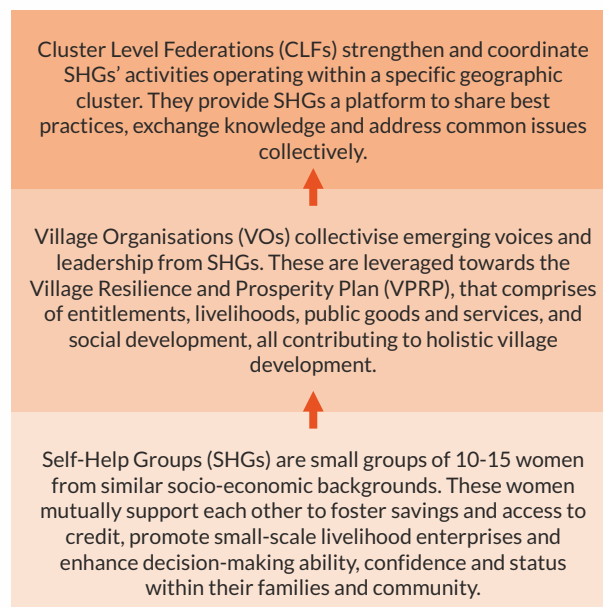 Cluster Level Federations (CLFs) strengthen and coordinate
SHGs’ activities operating within a specific geographic
cluster. They provide SHGs a platform to share best
practices, exchange knowledge and address common issues
collectively.
Village Organisations (VOs) collectivise emerging voices and
leadership from SHGs. These are leveraged towards the
Village Resilience and Prosperity Plan (VPRP), that comprises
of entitlements, livelihoods, public goods and services, and
social development, all contributing to holistic village
development.
Self-Help Groups (SHGs) are small groups of 10-15 women
from similar socio-economic backgrounds. These women
mutually support each other to foster savings and access to
credit, promote small-scale livelihood enterprises and
enhance decision-making ability, confidence and status
within their families and community.